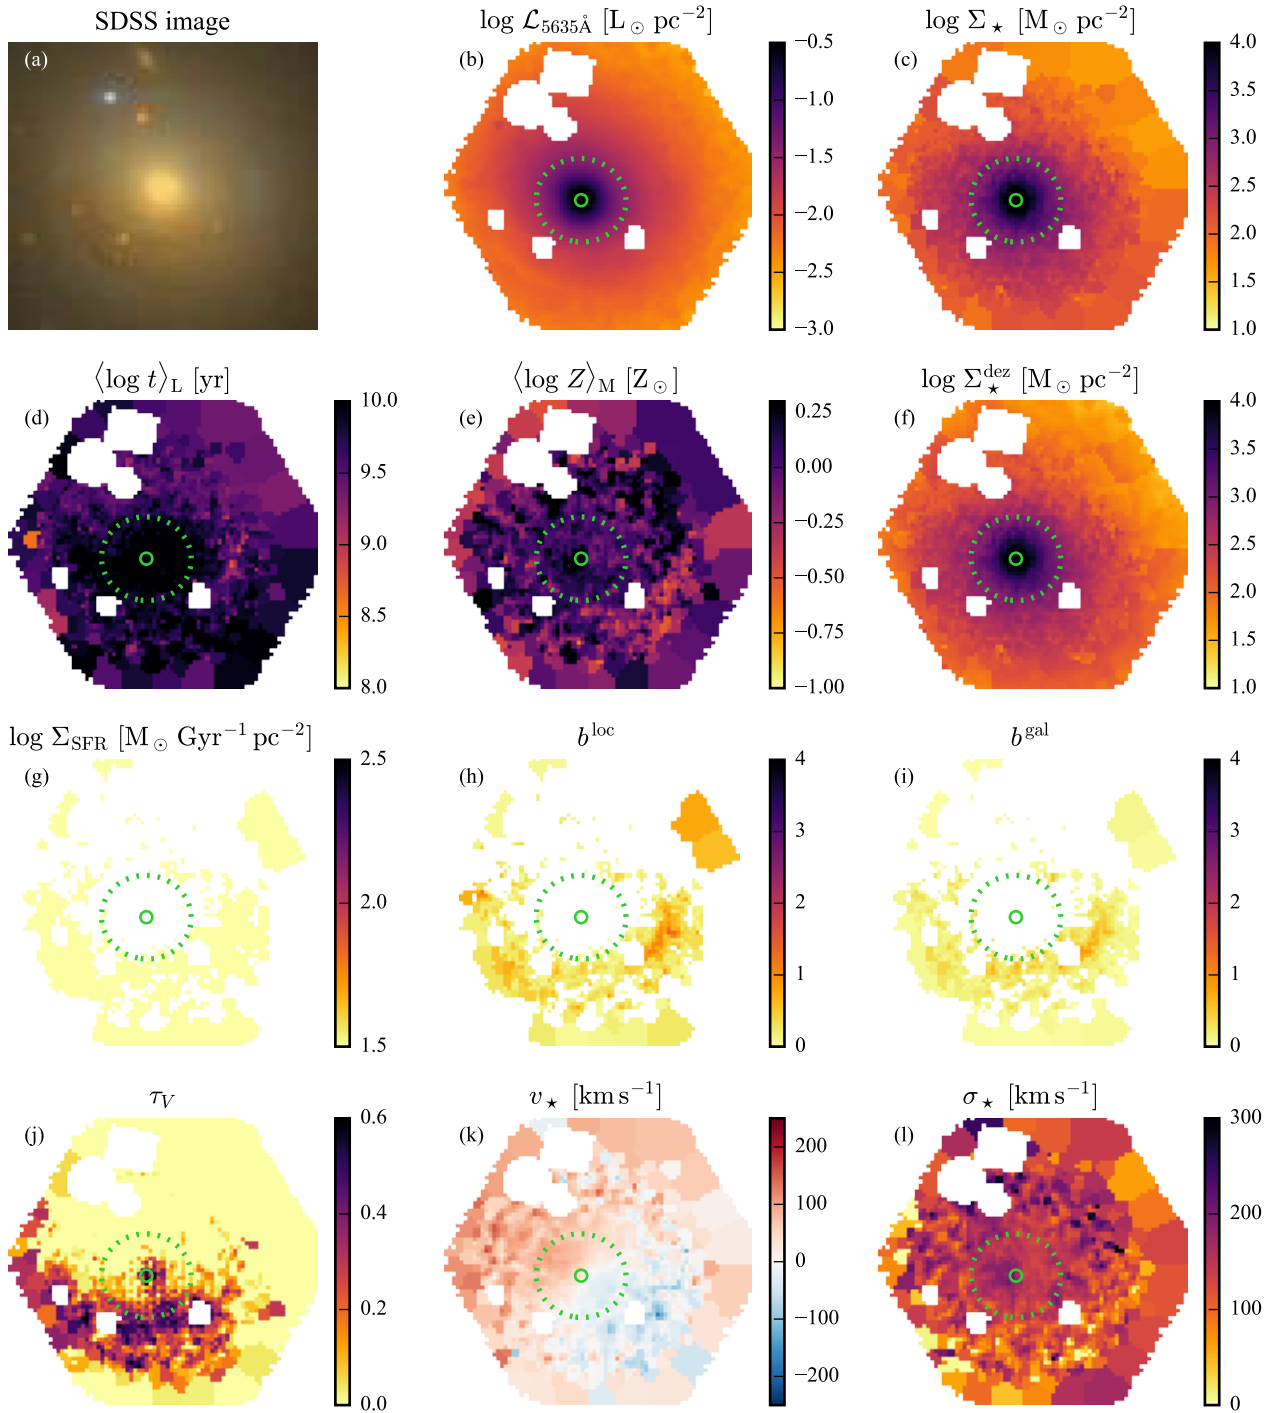 SDSS image
log ℒ5635Å [L⊙ pc⁻²]
log Σ⋆ [M⊙ pc⁻²]
(a)
(b)
−0.5
−1.0
−1.5
−2.0
−2.5
−3.0
(c)
4.0
3.5
3.0
2.5
2.0
1.5
1.0
⟨log t⟩L [yr]
⟨log Z⟩M [Z⊙]
log Σ⋆^dez [M⊙ pc⁻²]
(d)
10.0
9.5
9.0
8.5
8.0
(e)
0.25
0.00
−0.25
−0.50
−0.75
−1.00
(f)
4.0
3.5
3.0
2.5
2.0
1.5
1.0
log ΣSFR [M⊙ Gyr⁻¹ pc⁻²]
b^loc
b^gal
(g)
2.5
2.0
1.5
(h)
4
3
2
1
0
(i)
4
3
2
1
0
τV
v⋆ [km s⁻¹]
σ⋆ [km s⁻¹]
(j)
0.6
0.4
0.2
0.0
(k)
200
100
0
−100
−200
(l)
300
200
100
0